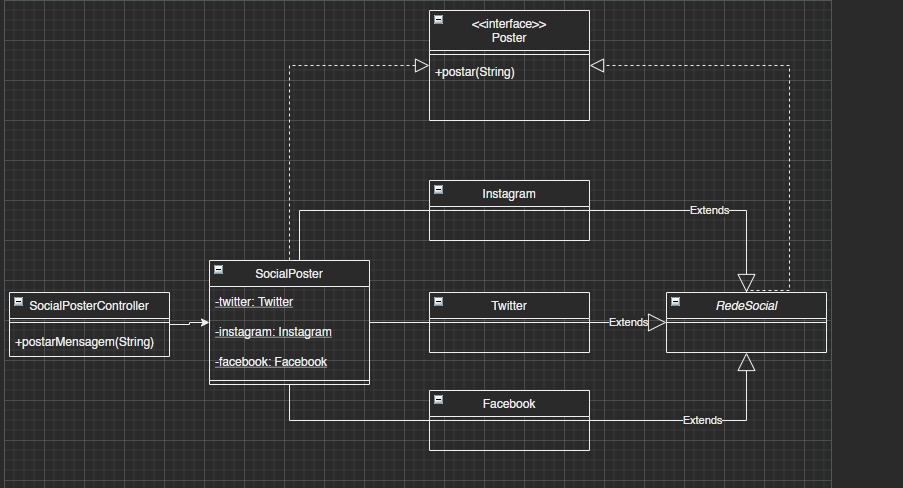 <<interface>>
Poster
+postar(String)
Instagram
Extends
SocialPoster
-twitter: Twitter
-instagram: Instagram
-facebook: Facebook
SocialPosterController
+postarMensagem(String)
Twitter
Extends
RedeSocial
Facebook
Extends